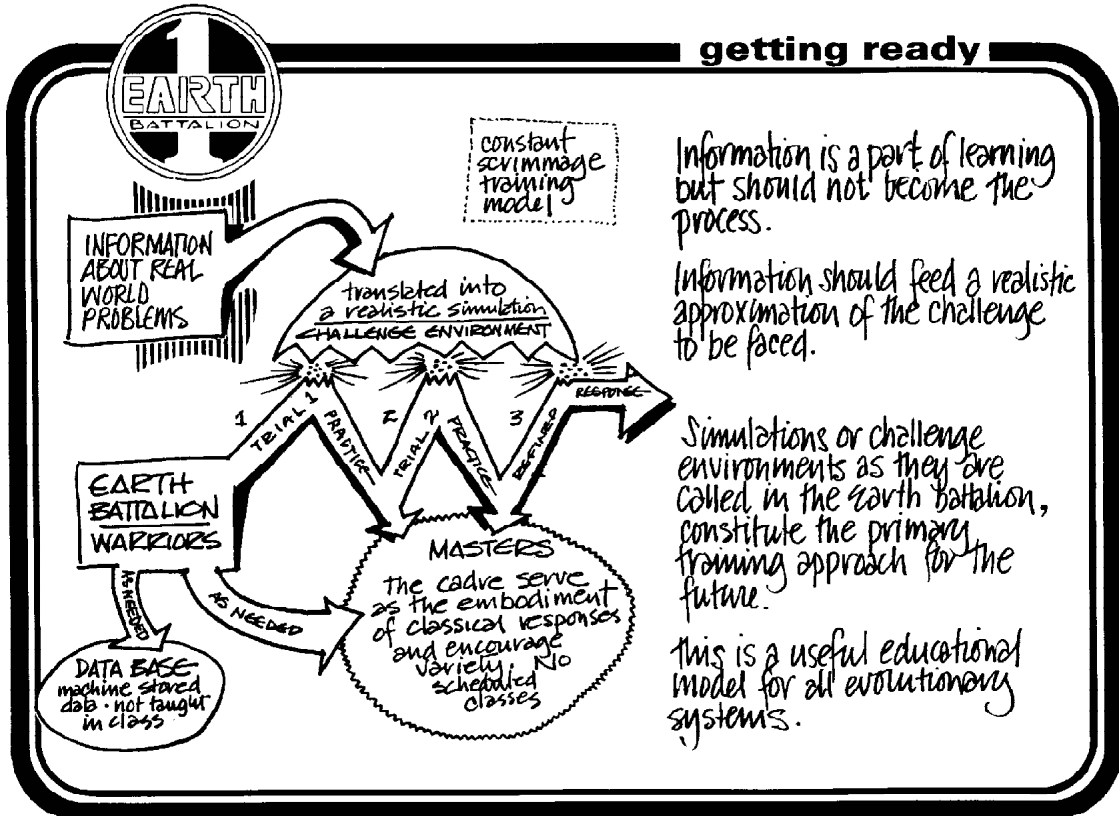 getting ready
1
EARTH
BATTALION
constant
scrimmage
training
model
INFORMATION
ABOUT REAL
WORLD
PROBLEMS
translated into
a realistic simulation
CHALLENGE ENVIRONMENT
1
TRIAL 1
PRACTICE
2
TRIAL 2
PRACTICE
3
REFINED
RESPONSE
EARTH
BATTALION
WARRIORS
AS NEEDED
AS NEEDED
DATA BASE
machine stored
data · not taught
in class
MASTERS
The cadre serve
as the embodiment
of classical responses
and encourage
variety. No
scheduled
classes
Information is a part of learning
but should not become the
process.
Information should feed a realistic
approximation of the challenge
to be faced.
Simulations or challenge
environments as they are
called in the Earth Battalion,
constitute the primary
training approach for the
future.
This is a useful educational
model for all evolutionary
systems.